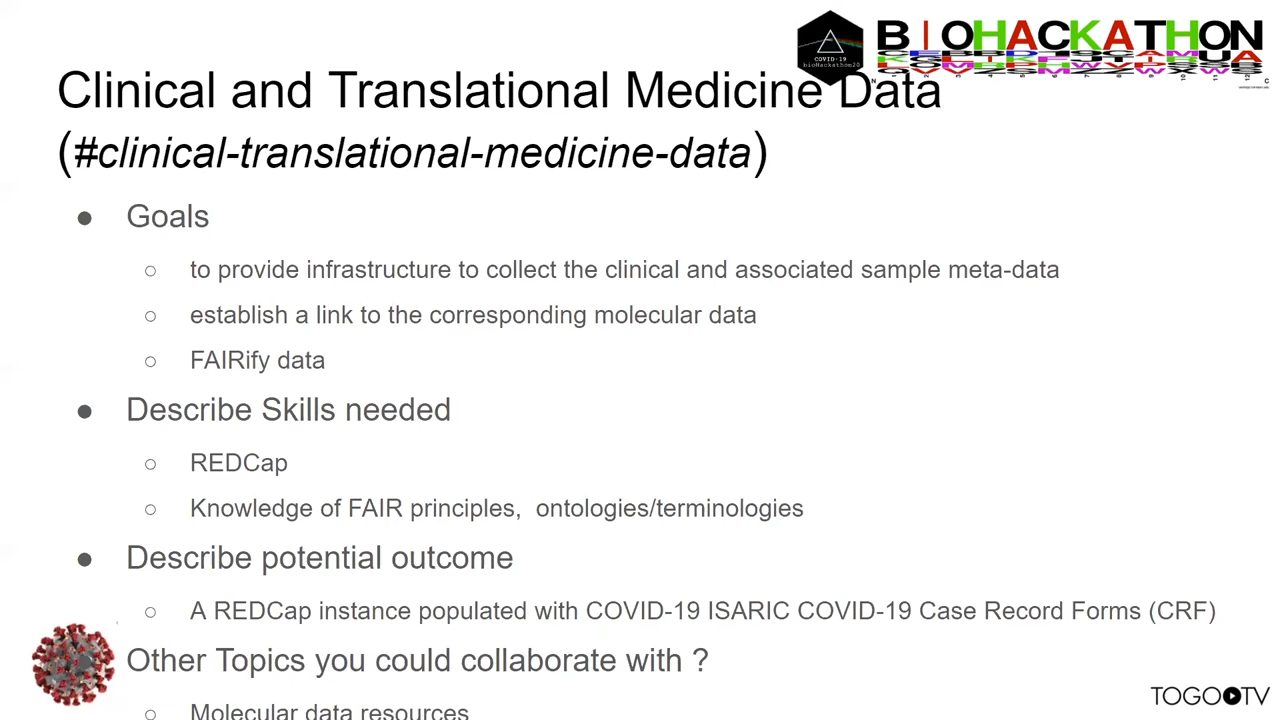 BIOHACKATHON
COVID-19
bioHackathon20
Clinical and Translational Medicine Data
(#clinical-translational-medicine-data)
● Goals
○ to provide infrastructure to collect the clinical and associated sample meta-data
○ establish a link to the corresponding molecular data
○ FAIRify data
● Describe Skills needed
○ REDCap
○ Knowledge of FAIR principles, ontologies/terminologies
● Describe potential outcome
○ A REDCap instance populated with COVID-19 ISARIC COVID-19 Case Record Forms (CRF)
Other Topics you could collaborate with ?
○ Molecular data resources
TOGOTV